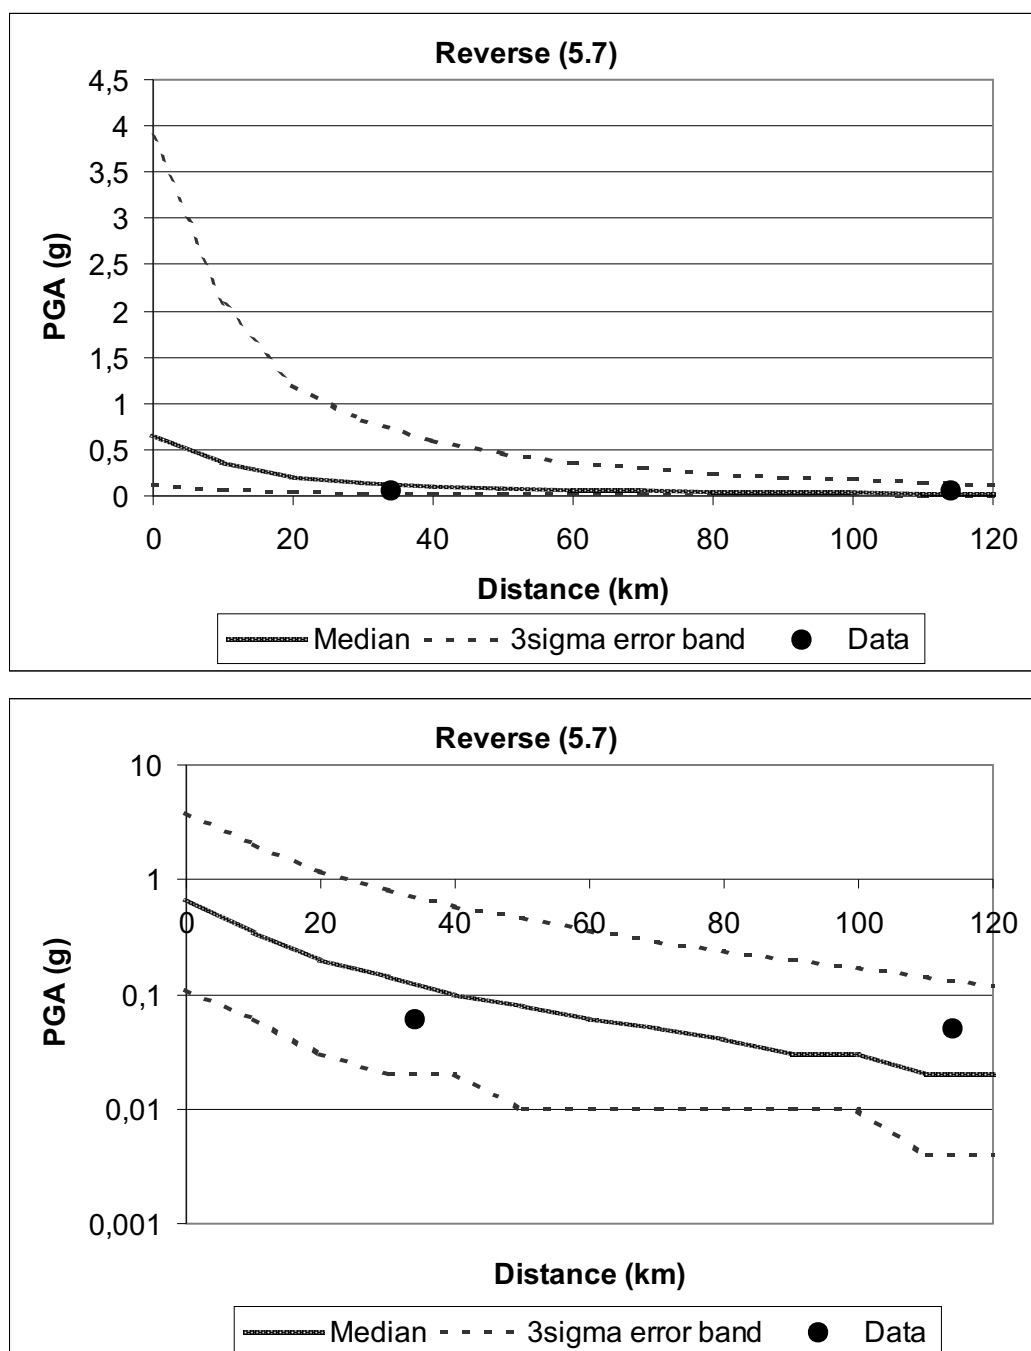 Reverse (5.7)
4,5
4
3,5
3
2,5
2
1,5
1
0,5
0
PGA (g)
0 20 40 60 80 100 120
Distance (km)
Median 3sigma error band Data
Reverse (5.7)
10
1
0,1
0,01
0,001
PGA (g)
0 20 40 60 80 100 120
Distance (km)
Median 3sigma error band Data